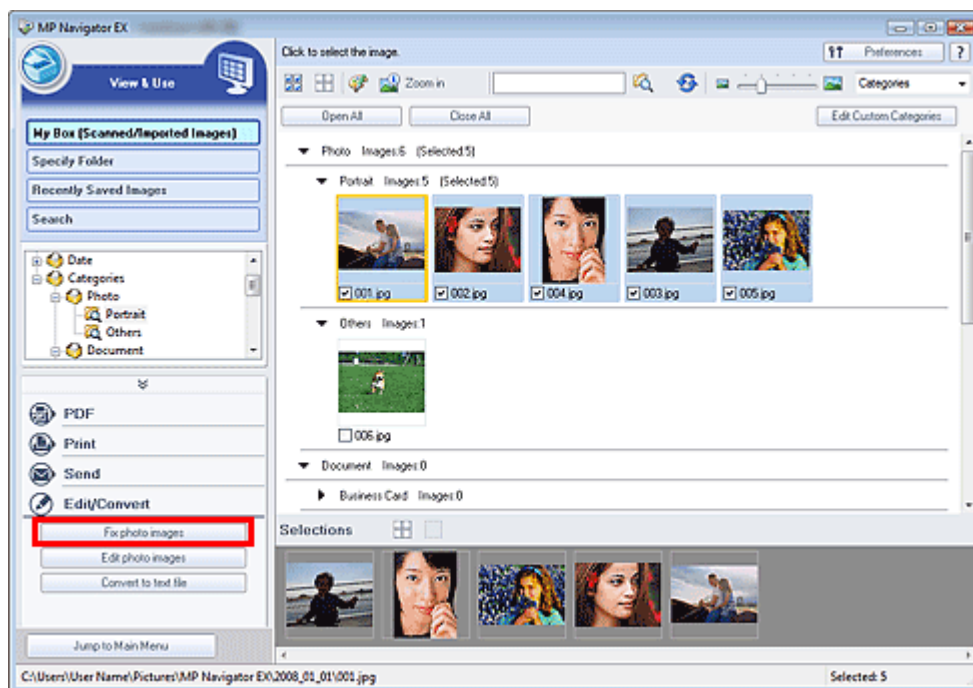 MP Navigator EX
View & Use
Click to select the image.
Preferences
?
Zoom in
Categories
My Box (Scanned/Imported Images)
Specify Folder
Recently Saved Images
Search
Open All
Close All
Edit Custom Categories
Photo Images:6 (Selected:5)
Portrait Images:5 (Selected:5)
001.jpg
002.jpg
004.jpg
003.jpg
005.jpg
Others Images:1
006.jpg
Document Images:0
Business Card Images:0
Date
Categories
Photo
Portrait
Others
Document
PDF
Print
Send
Edit/Convert
Fix photo images
Edit photo images
Convert to text file
Jump to Main Menu
Selections
C:\Users\User Name\Pictures\MP Navigator EX\2008_01_01\001.jpg
Selected: 5